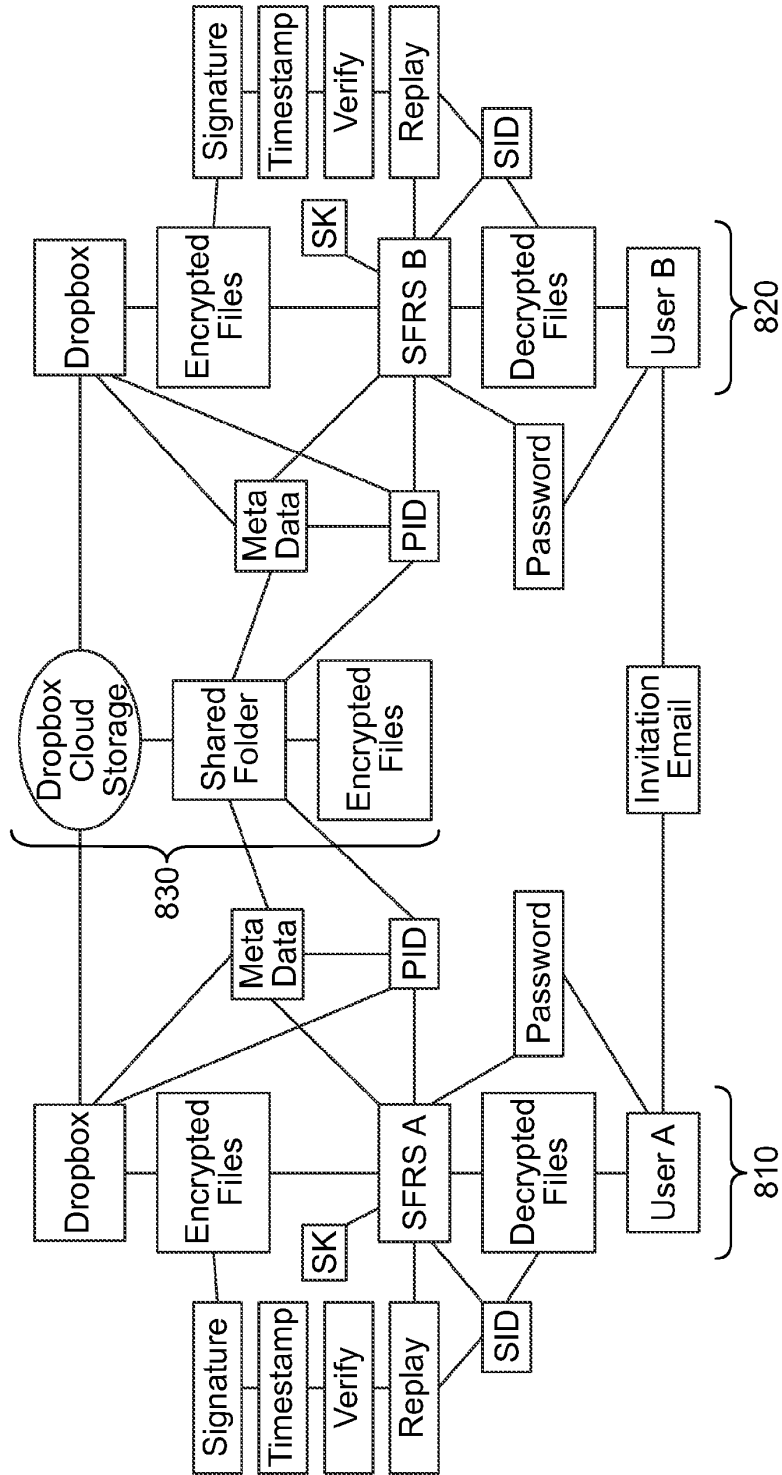 Signature
Timestamp
Verify
Replay
SID
Dropbox
Encrypted
Files
SK
SFRS A
Decrypted
Files
User A
810
Meta
Data
PID
Password
830
Dropbox
Cloud
Storage
Shared
Folder
Encrypted
Files
Invitation
Email
Meta
Data
PID
Password
Dropbox
Encrypted
Files
SK
SFRS B
Decrypted
Files
User B
820
Signature
Timestamp
Verify
Replay
SID